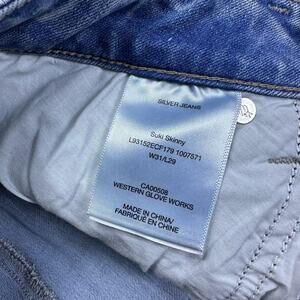 SILVER JEANS
Suki Skinny
L93152ECF179 1007571
W31/L29
CA00508
WESTERN GLOVE WORKS
MADE IN CHINA/
FABRIQUÉ EN CHINE